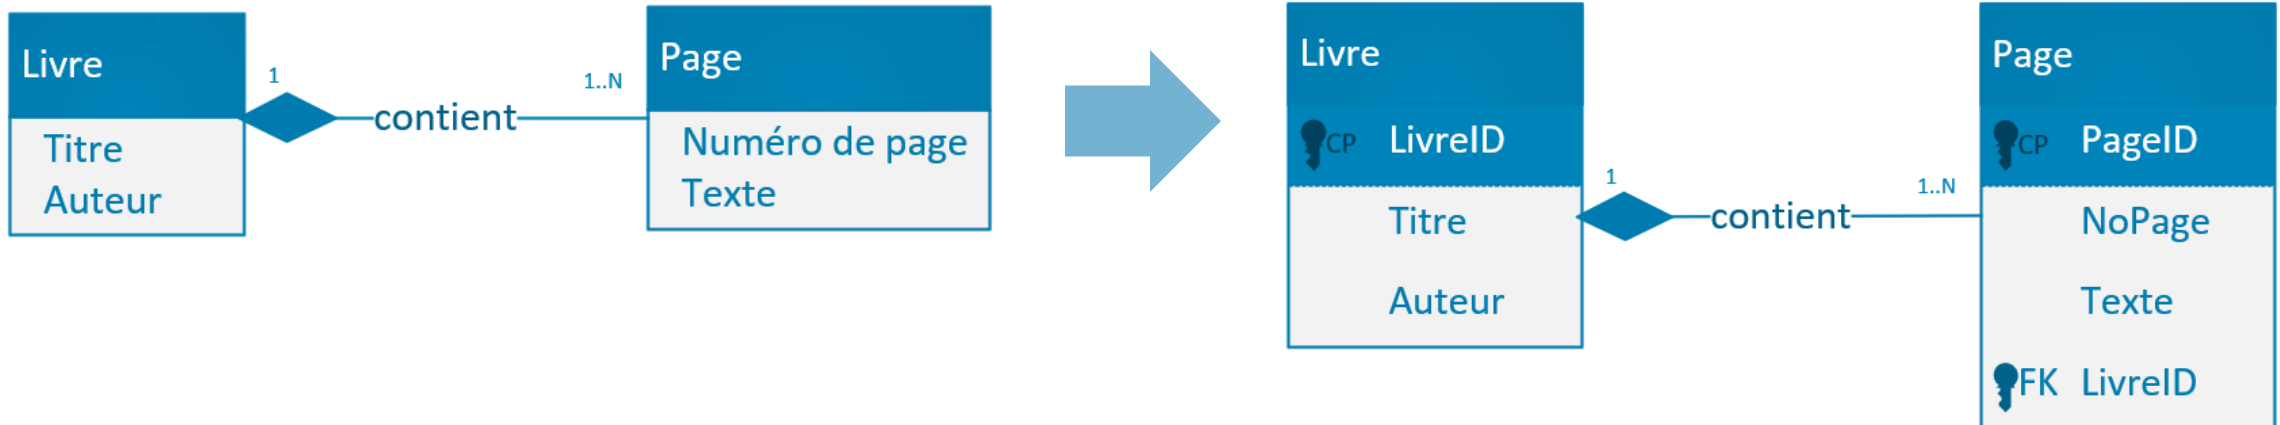 Livre
Titre
Auteur
1
contient
1..N
Page
Numéro de page
Texte
Livre
CP LivreID
Titre
Auteur
1
contient
1..N
Page
CP PageID
NoPage
Texte
FK LivreID